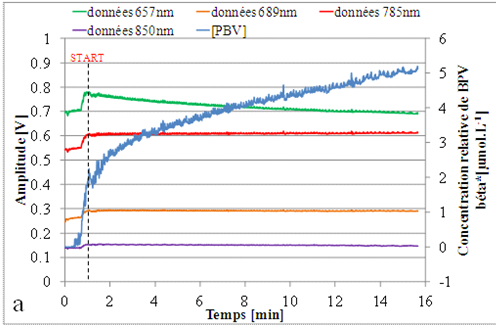 données 657nm données 689nm données 785nm
données 850nm [PBV]
START
Amplitude [V]
1
0.9
0.8
0.7
0.6
0.5
0.4
0.3
0.2
0.1
0
6
5
4
3
2
1
0
-1
Concentration relative de BPV
béta*[µmol.L-1]
0 2 4 6 8 10 12 14 16
Temps [min]
a